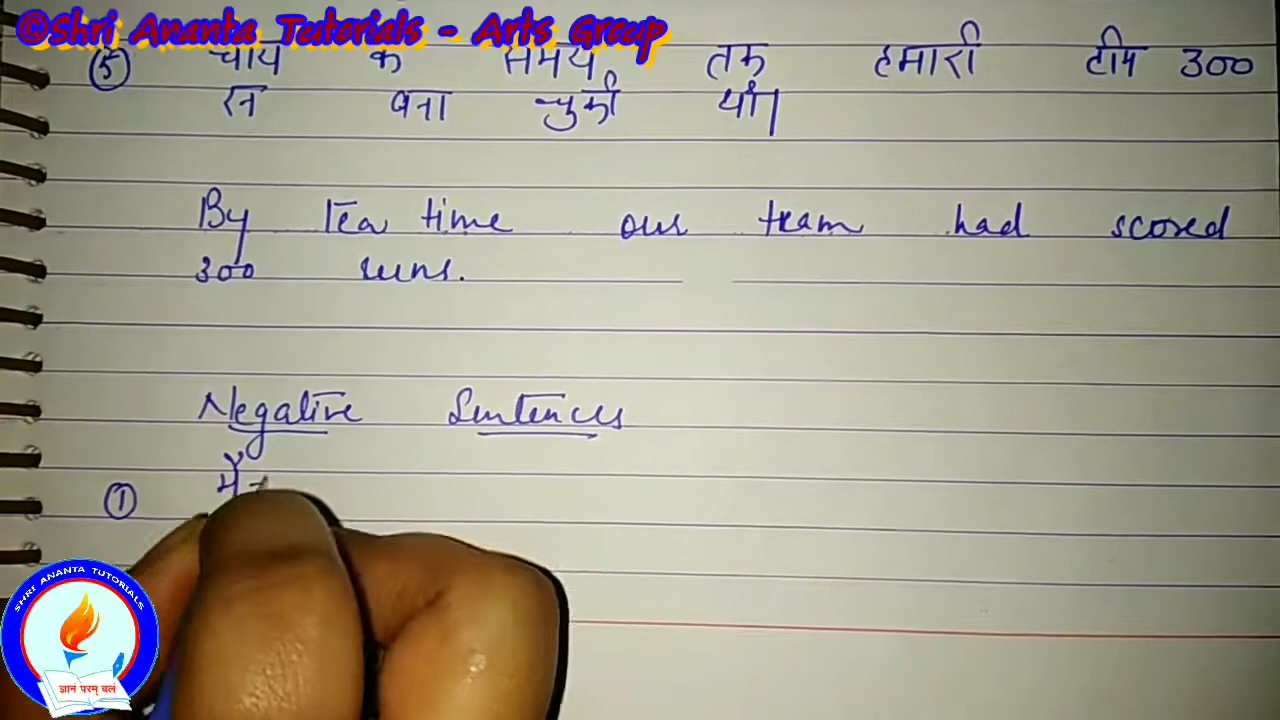 ©Shri Ananta Tutorials - Arts Group
⑤ चाय के समय तक हमारी टीम 300
रन बना चुकी थी।
By Tea time our team had scored
300 runs.
Negative Sentences
① मैंन
SHRI ANANTA TUTORIALS
ज्ञानं परम् बलं